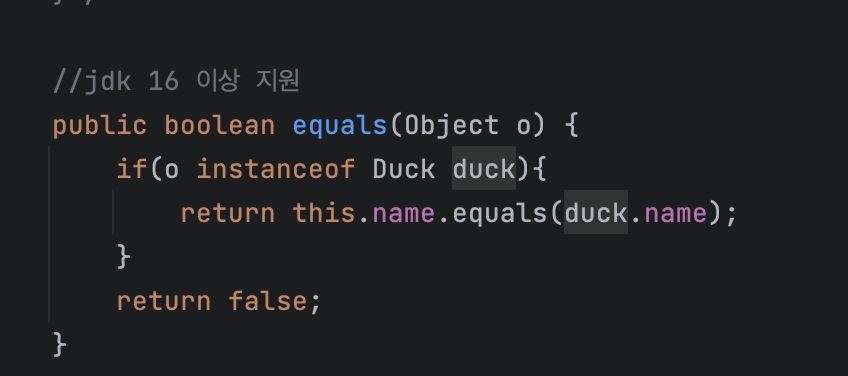 //jdk 16 이상 지원
public boolean equals(Object o) {
if(o instanceof Duck duck){
return this.name.equals(duck.name);
}
return false;
}